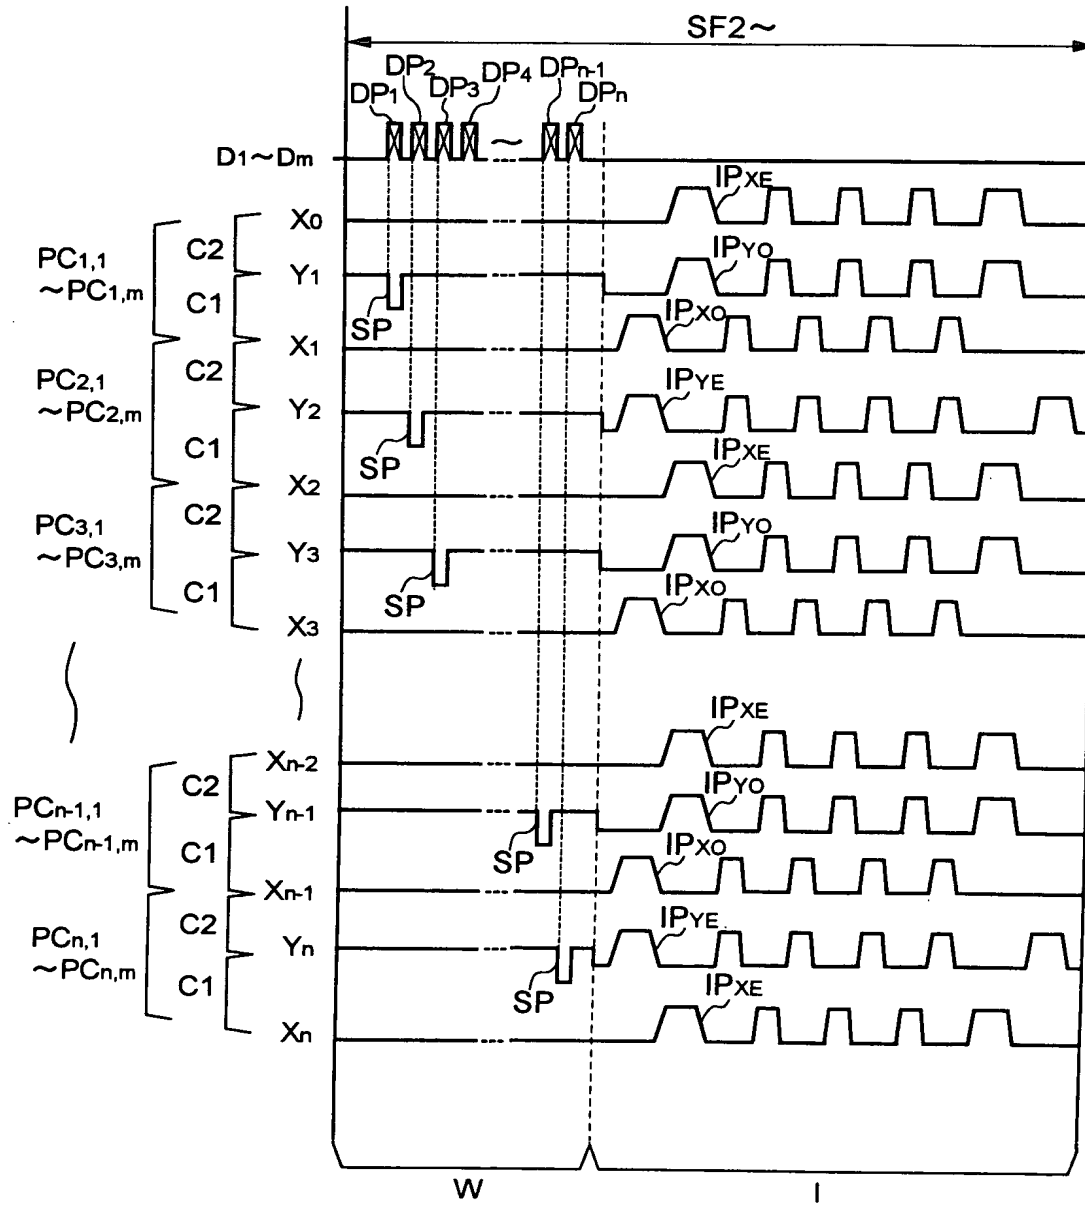 SF2～
DP1 DP2 DP3 DP4 DPn-1 DPn
D1～Dm
～
X0 IPXE
PC1,1
～PC1,m
C2
Y1 IPYO
C1
SP
X1 IPXO
PC2,1
～PC2,m
C2
Y2 IPYE
C1
SP
X2 IPXE
PC3,1
～PC3,m
C2
Y3 IPYO
C1
SP
X3 IPXO
Xn-2 IPXE
PCn-1,1
～PCn-1,m
C2
Yn-1 IPYO
C1
SP
Xn-1 IPXO
PCn,1
～PCn,m
C2
Yn IPYE
C1
SP
Xn IPXE
W I